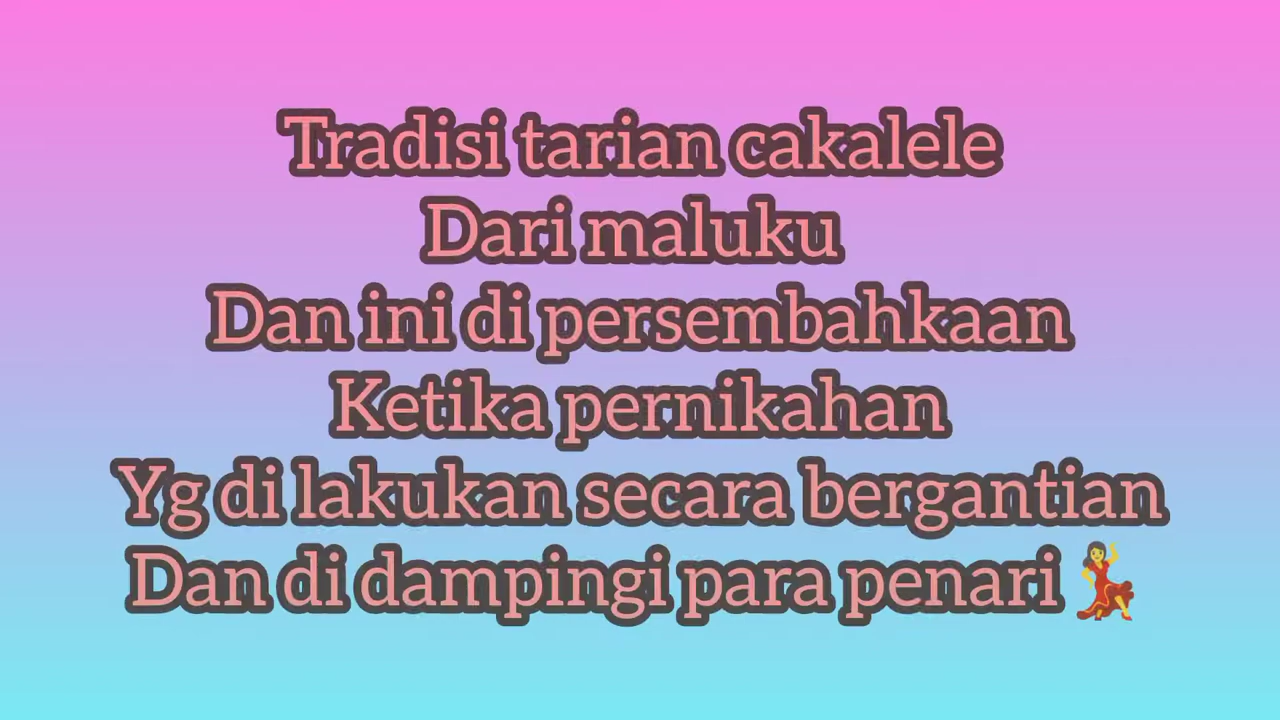 Tradisi tarian cakalele
Dari maluku
Dan ini di persembahkaan
Ketika pernikahan
Yg di lakukan secara bergantian
Dan di dampingi para penari 💃